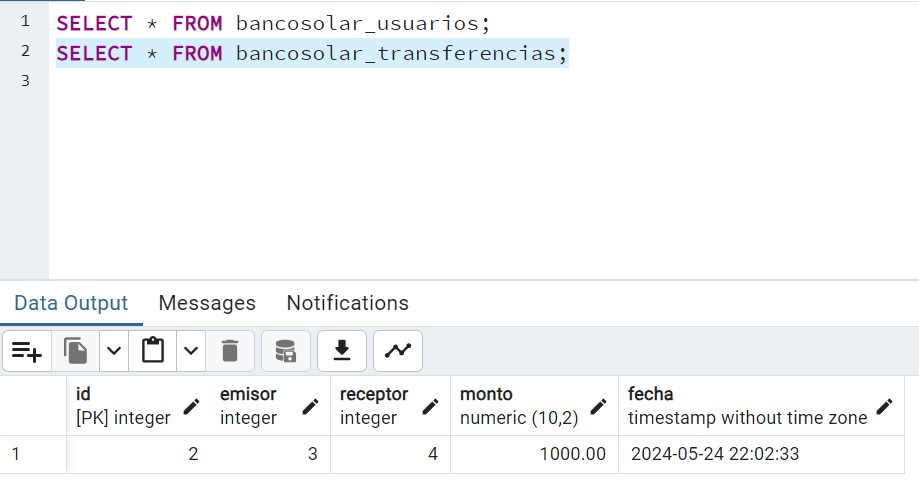 1 SELECT * FROM bancosolar_usuarios;
2 SELECT * FROM bancosolar_transferencias;
3
Data Output Messages Notifications
id emisor receptor monto fecha
[PK] integer integer integer numeric (10,2) timestamp without time zone
1 2 3 4 1000.00 2024-05-24 22:02:33